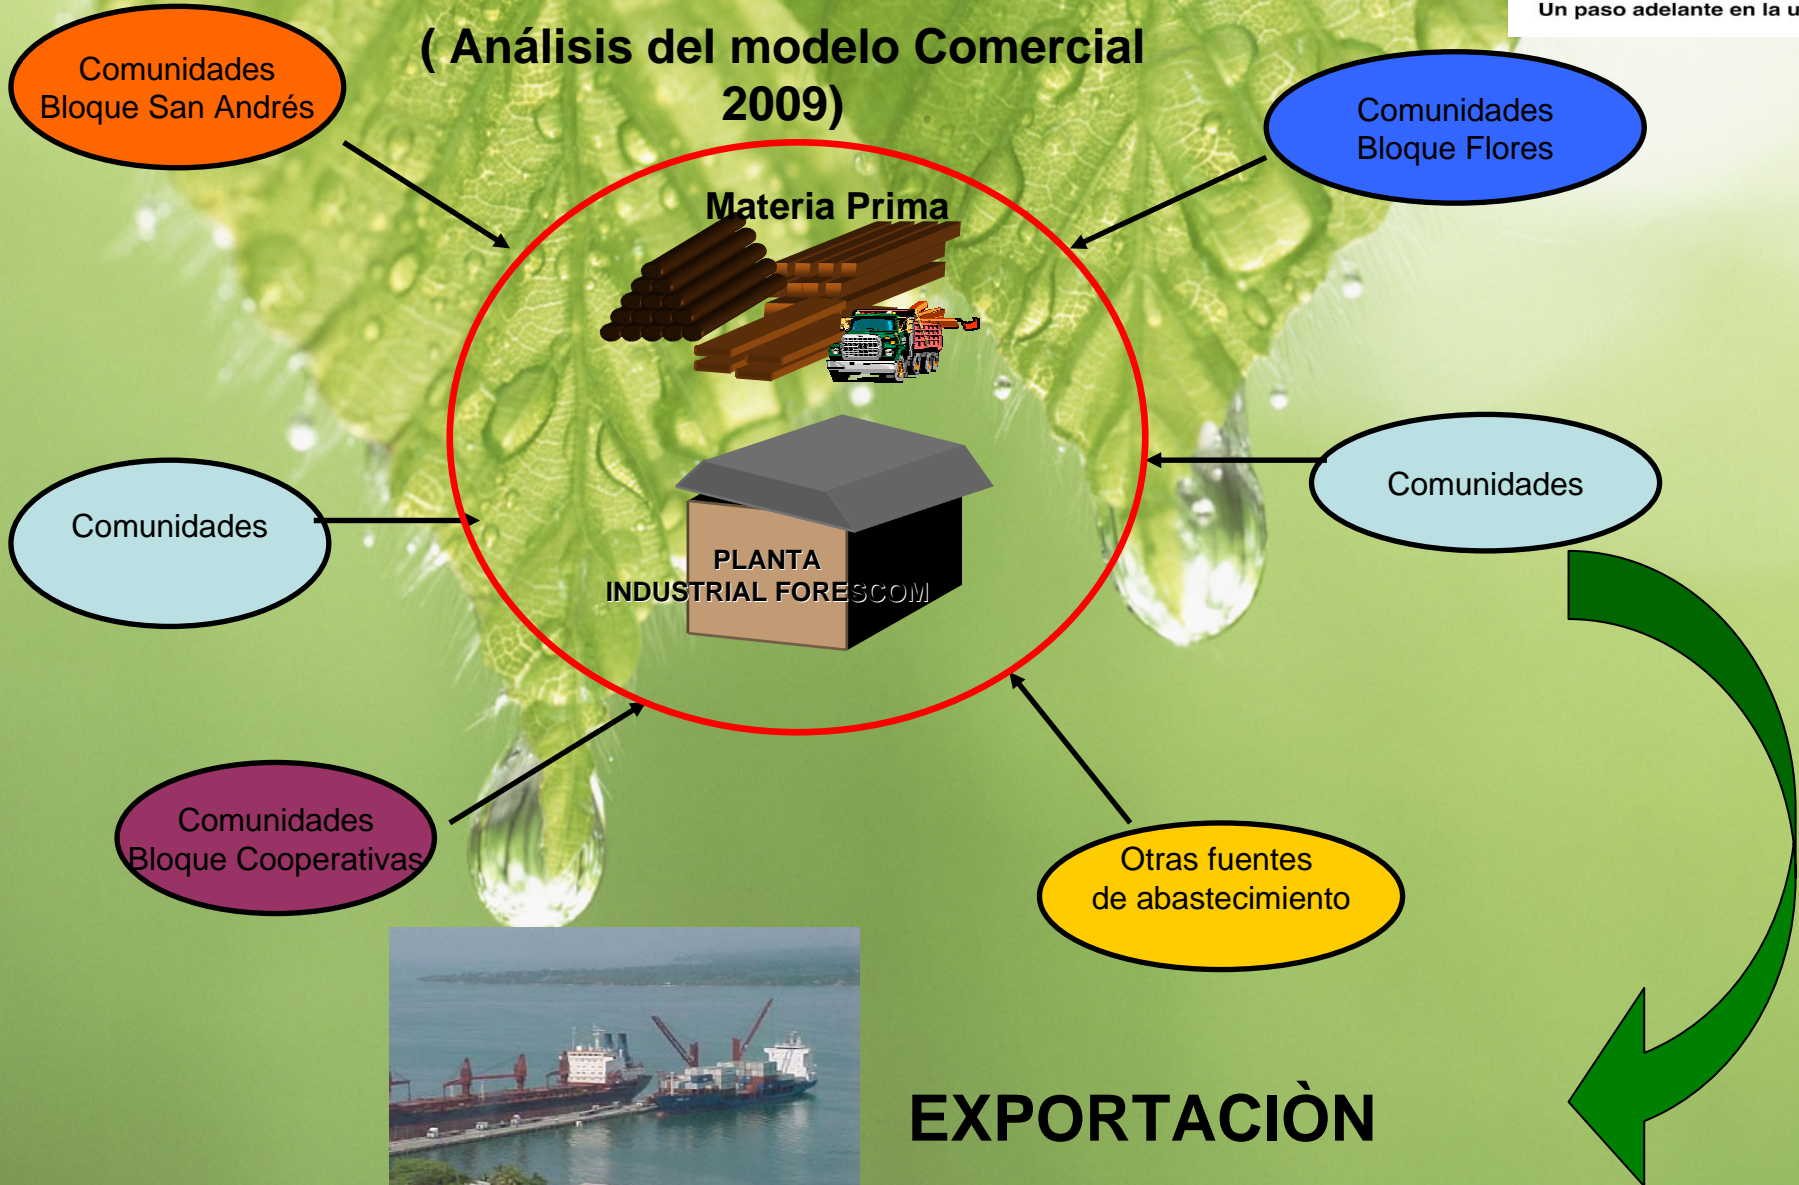 Un paso adelante en la u
( Análisis del modelo Comercial
2009)
Comunidades
Bloque San Andrés
Comunidades
Bloque Flores
Materia Prima
Comunidades
Comunidades
PLANTA
INDUSTRIAL FORESCOM
Comunidades
Bloque Cooperativas
Otras fuentes
de abastecimiento
EXPORTACIÒN